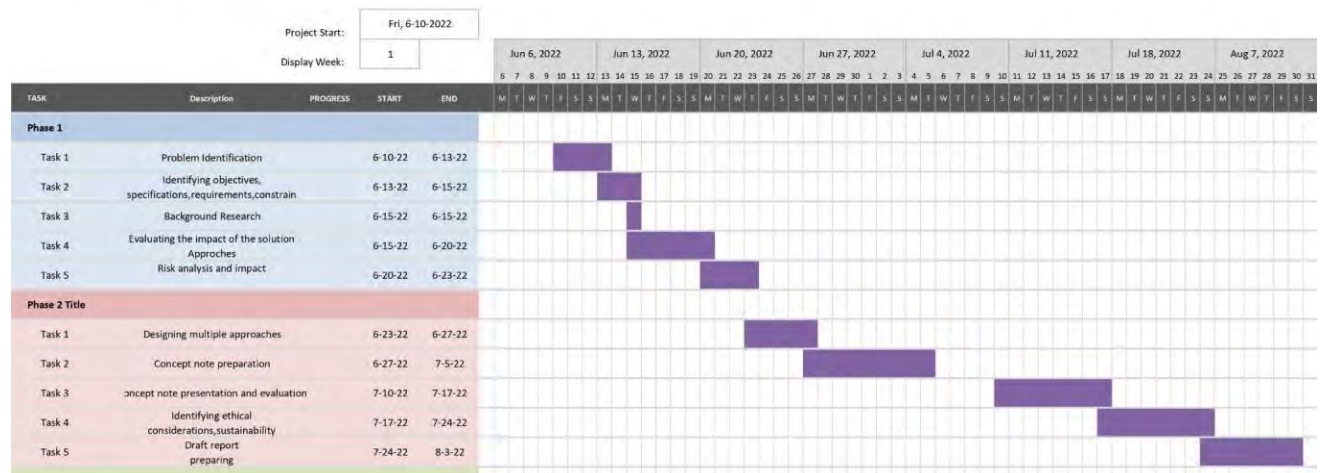 Project Start: Fri, 6-10-2022
Display Week: 1
Jun 6, 2022 Jun 13, 2022 Jun 20, 2022 Jun 27, 2022 Jul 4, 2022 Jul 11, 2022 Jul 18, 2022 Aug 7, 2022
6 7 8 9 10 11 12 13 14 15 16 17 18 19 20 21 22 23 24 25 26 27 28 29 30 1 2 3 4 5 6 7 8 9 10 11 12 13 14 15 16 17 18 19 20 21 22 23 24 25 26 27 28 29 30 31
TASK Description PROGRESS START END M T W T F S S M T W T F S S M T W T F S S M T W T F S S M T W T F S S M T W T F S S M T W T F S S M T W T F S S
Phase 1
Task 1 Problem Identification 6-10-22 6-13-22
Task 2 Identifying objectives, specifications,requirements,constrain 6-13-22 6-15-22
Task 3 Background Research 6-15-22 6-15-22
Task 4 Evaluating the impact of the solution Approches 6-15-22 6-20-22
Task 5 Risk analysis and impact 6-20-22 6-23-22
Phase 2 Title
Task 1 Designing multiple approaches 6-23-22 6-27-22
Task 2 Concept note preparation 6-27-22 7-5-22
Task 3 oncept note presentation and evaluation 7-10-22 7-17-22
Task 4 Identifying ethical considerations,sustainability 7-17-22 7-24-22
Task 5 Draft report preparing 7-24-22 8-3-22